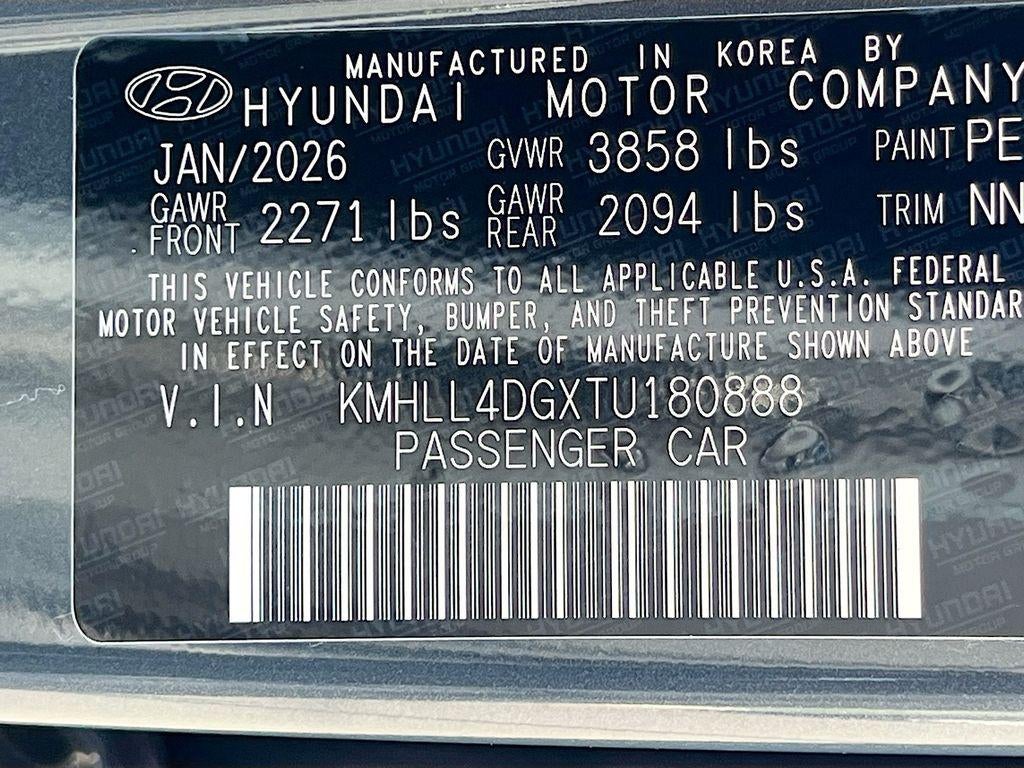 MANUFACTURED IN KOREA BY
HYUNDAI MOTOR COMPANY
JAN/2026 GVWR 3858 lbs PAINT PE
GAWR FRONT 2271 lbs GAWR REAR 2094 lbs TRIM NN
THIS VEHICLE CONFORMS TO ALL APPLICABLE U.S.A. FEDERAL
MOTOR VEHICLE SAFETY, BUMPER, AND THEFT PREVENTION STANDAR
IN EFFECT ON THE DATE OF MANUFACTURE SHOWN ABOVE
V.I.N KMHLL4DGXTU180888
PASSENGER CAR